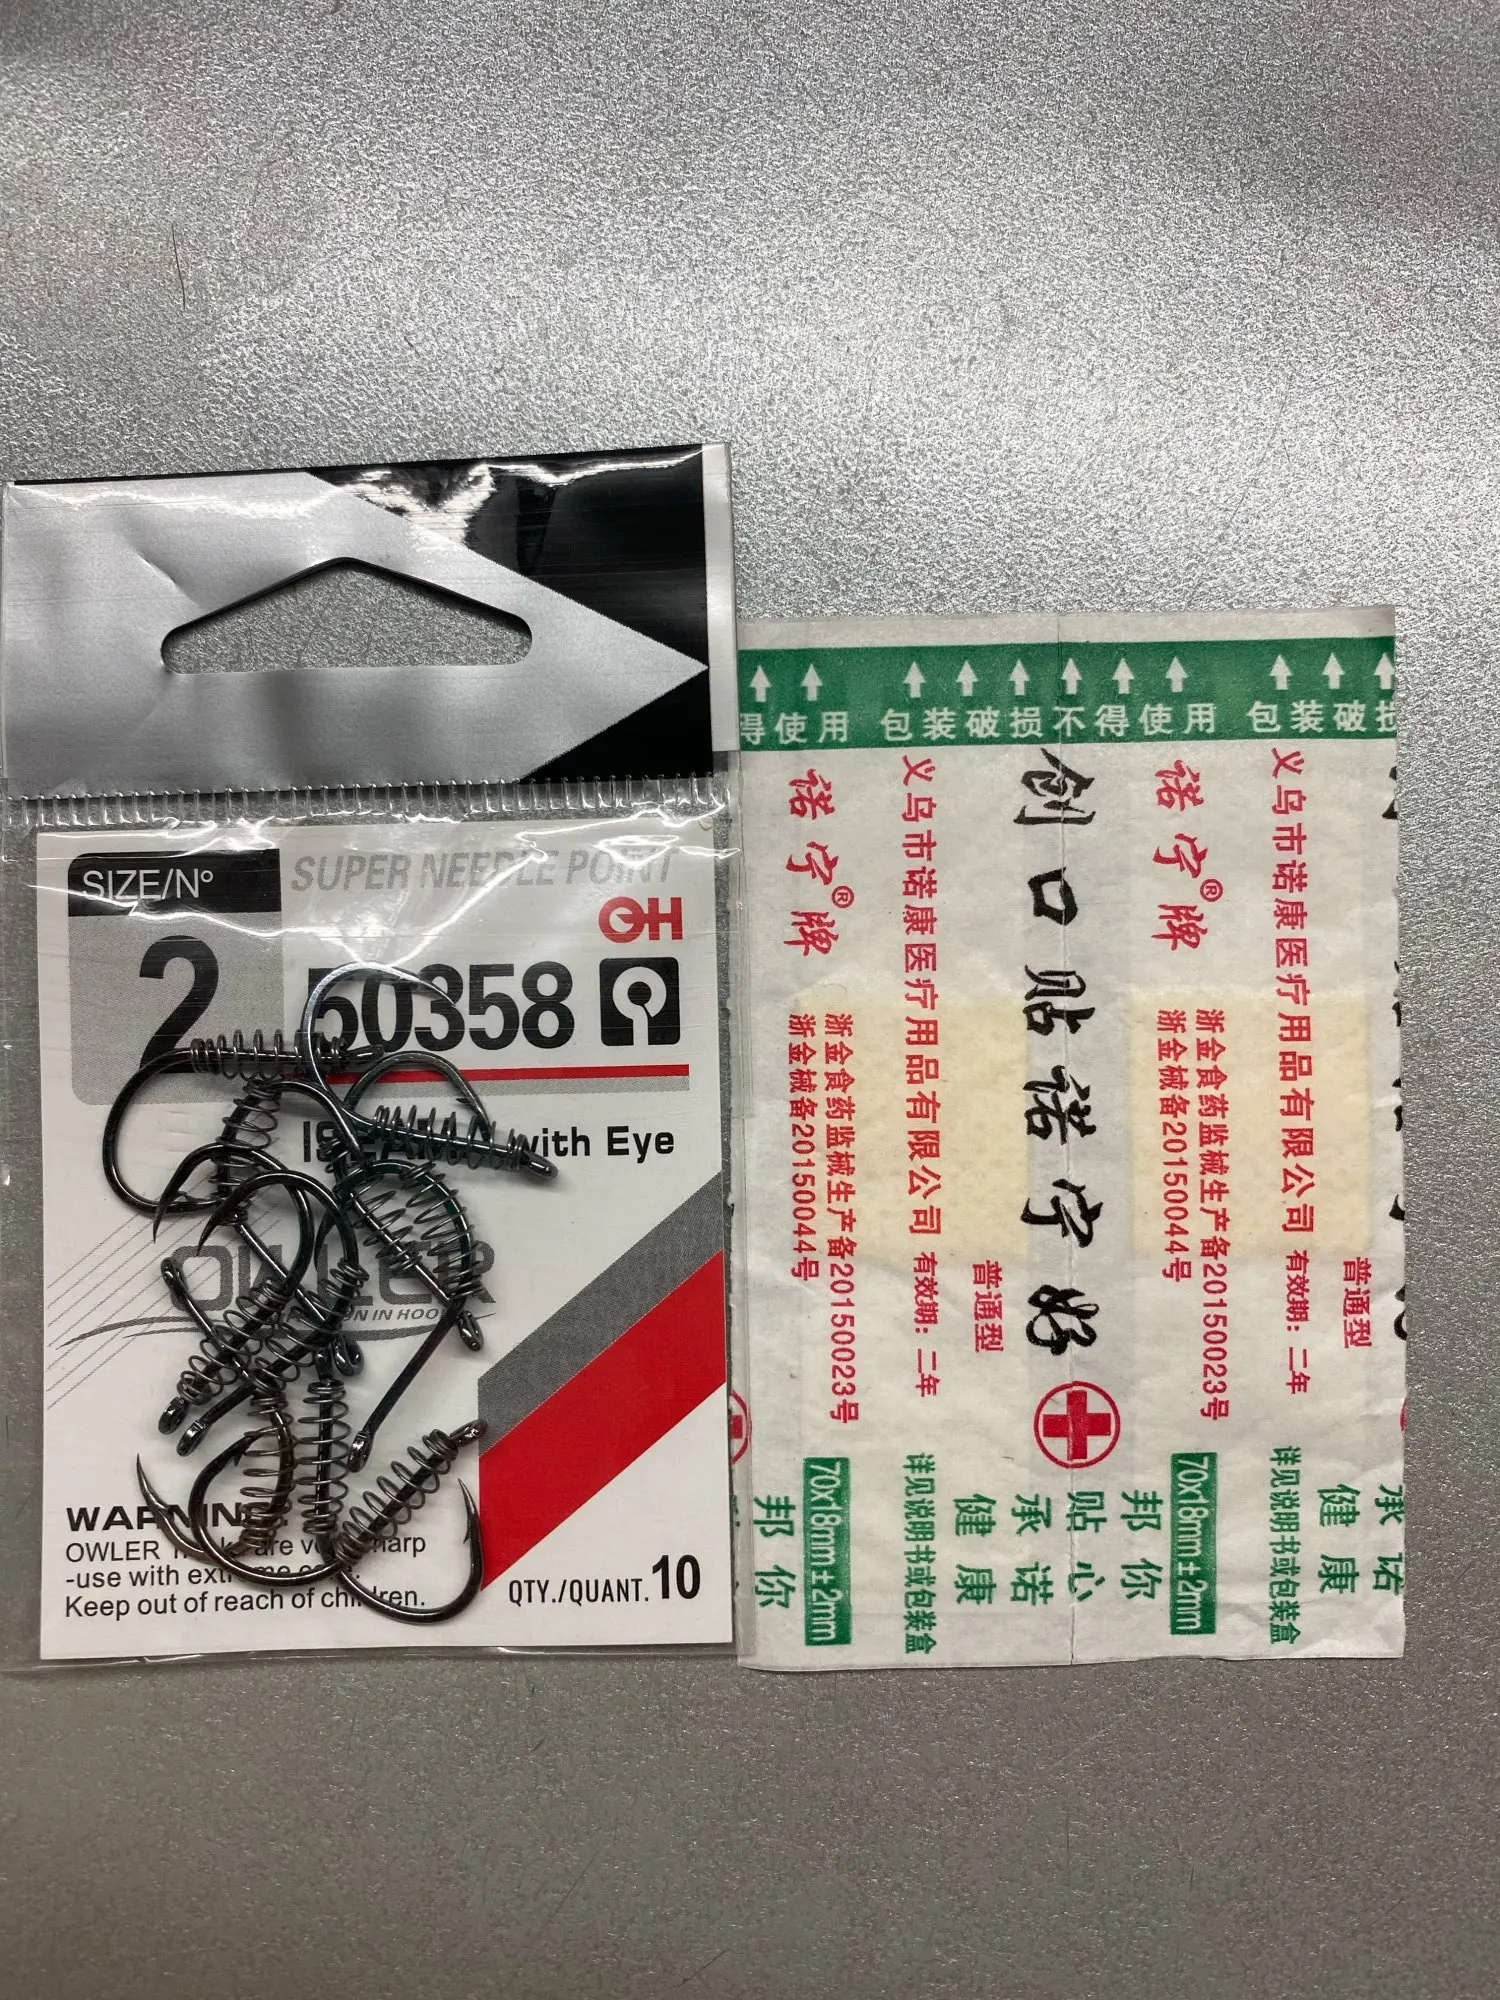 SIZE/Nº
2
SUPER NEEDLE POINT
OH
50358
with Eye
OWLER
WARNING
OWLER
-use with
Keep out of reach of children.
QTY./QUANT. 10
得使用 包装破损不得使用 包装破损
诺宇®牌
浙金食药监械生产备20150023号
浙金械备20150044号
义乌市诺康医疗用品有限公司 有效期：二年
普通型
创口贴诺宇好
诺宇®牌
浙金食药监械生产备20150023号
浙金械备20150044号
义乌市诺康医疗用品有限公司 有效期：二年
普通型
邦你
70x18mm±2mm
详见说明书或包装盒
健康
承诺
贴心
邦你
70x18mm±2mm
详见说明书或包装盒
健康
承诺